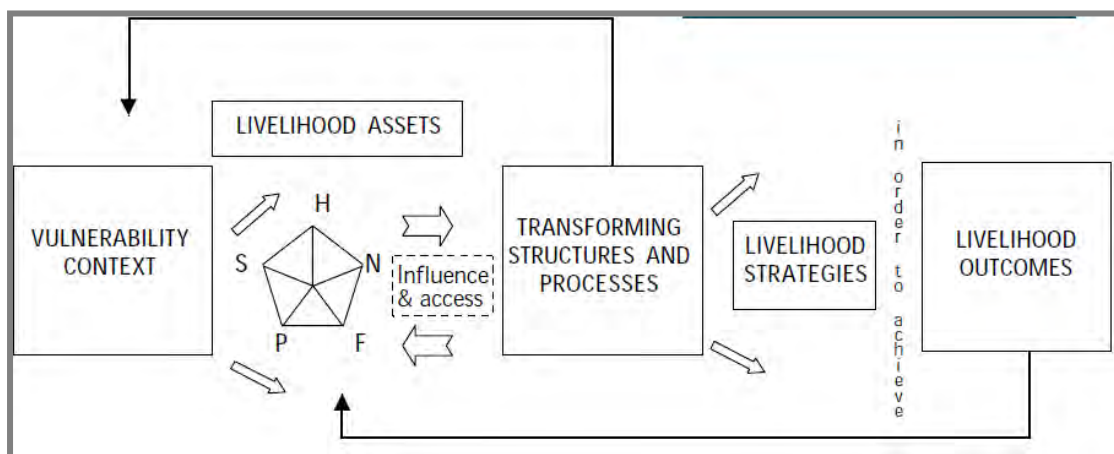 LIVELIHOOD ASSETS
VULNERABILITY
CONTEXT
H
S
N
P
F
Influence
& access
TRANSFORMING
STRUCTURES AND
PROCESSES
LIVELIHOOD
STRATEGIES
in order to achieve
LIVELIHOOD
OUTCOMES